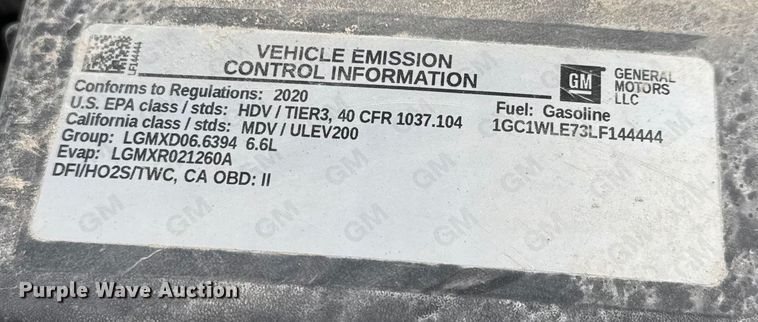 LF144444
VEHICLE EMISSION
CONTROL INFORMATION
GM
GENERAL
MOTORS
LLC
Conforms to Regulations: 2020
U.S. EPA class / stds: HDV / TIER3, 40 CFR 1037.104
California class / stds: MDV / ULEV200
Group: LGMXD06.6394 6.6L
Evap: LGMXR021260A
DFI/HO2S/TWC, CA OBD: II
Fuel: Gasoline
1GC1WLE73LF144444
Purple Wave Auction